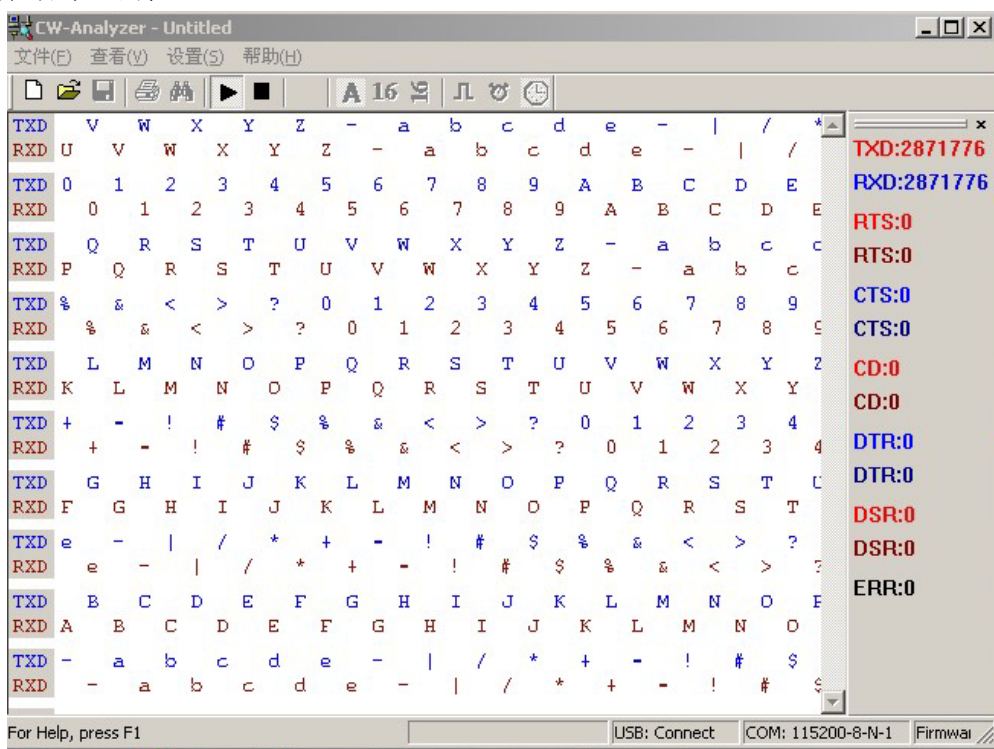 CW-Analyzer - Untitled
文件(F) 查看(V) 设置(S) 帮助(H)
A 16
TXD V W X Y Z - a b c d e - | / *
RXD U V W X Y Z - a b c d e - | /
TXD 0 1 2 3 4 5 6 7 8 9 A B C D E
RXD 0 1 2 3 4 5 6 7 8 9 A B C D E
TXD Q R S T U V W X Y Z - a b c d
RXD P Q R S T U V W X Y Z - a b c
TXD % & < > ? 0 1 2 3 4 5 6 7 8 9
RXD % & < > ? 0 1 2 3 4 5 6 7 8 9
TXD L M N O P Q R S T U V W X Y Z
RXD K L M N O P Q R S T U V W X Y
TXD + - ! # $ % & < > ? 0 1 2 3 4
RXD + - ! # $ % & < > ? 0 1 2 3 4
TXD G H I J K L M N O P Q R S T U
RXD F G H I J K L M N O P Q R S T
TXD e - | / * + - ! # $ % & < > ?
RXD e - | / * + - ! # $ % & < > ?
TXD B C D E F G H I J K L M N O P
RXD A B C D E F G H I J K L M N O
TXD - a b c d e - | / * + - ! # $
RXD - a b c d e - | / * + - ! # $
TXD:2871776
RXD:2871776
RTS:0
RTS:0
CTS:0
CTS:0
CD:0
CD:0
DTR:0
DTR:0
DSR:0
DSR:0
ERR:0
For Help, press F1 USB: Connect COM: 115200-8-N-1 Firmwar